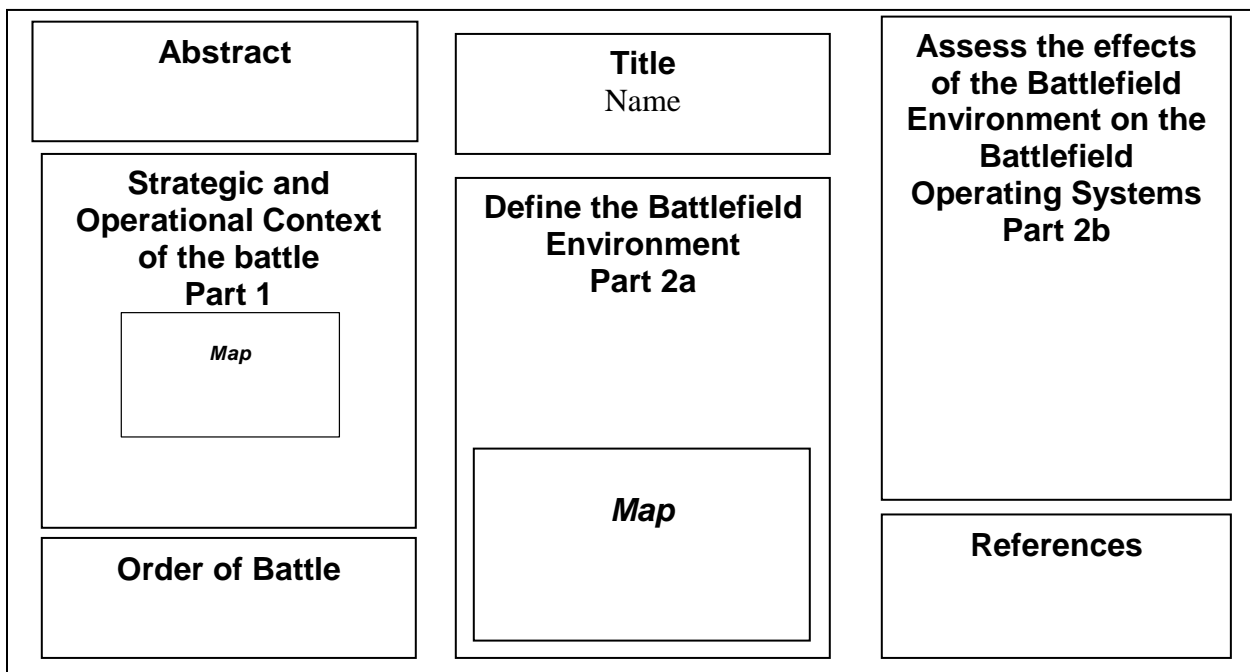 Abstract
Strategic and
Operational Context
of the battle
Part 1
Map
Order of Battle
Title
Name
Define the Battlefield
Environment
Part 2a
Map
Assess the effects
of the Battlefield
Environment on the
Battlefield
Operating Systems
Part 2b
References